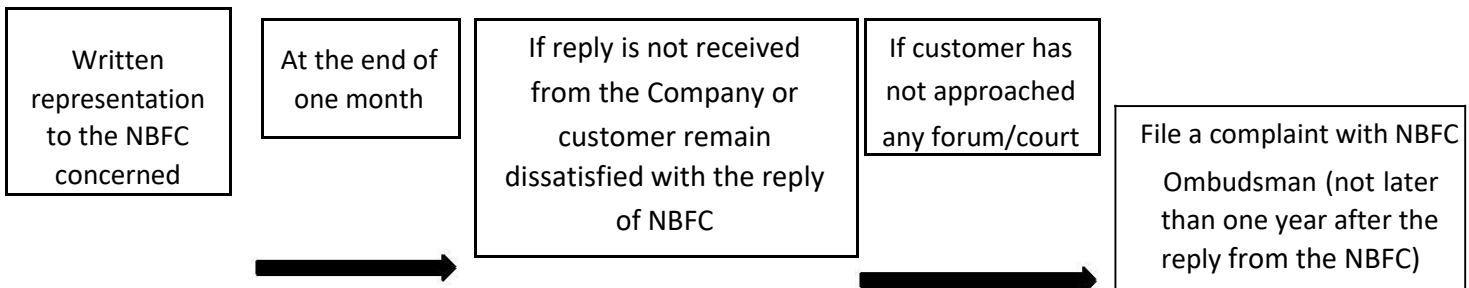 Written
representation
to the NBFC
concerned
At the end of
one month
If reply is not received
from the Company or
customer remain
dissatisfied with the reply
of NBFC
If customer has
not approached
any forum/court
File a complaint with NBFC
Ombudsman (not later
than one year after the
reply from the NBFC)